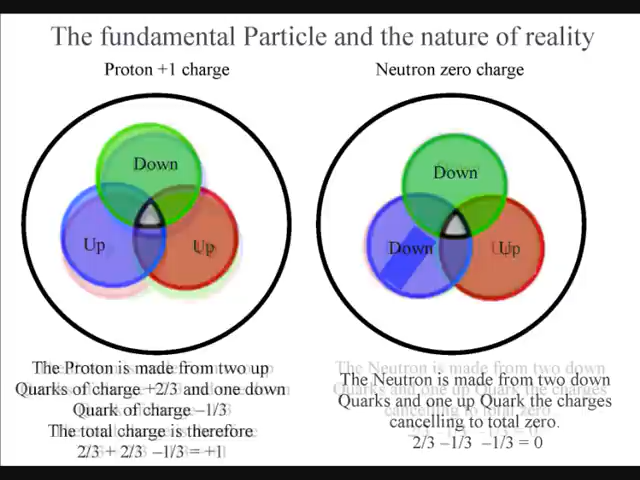 The fundamental Particle and the nature of reality
Proton +1 charge
Neutron zero charge
Down
Up
Up
Down
Down
Up
The Proton is made from two up
Quarks of charge +2/3 and one down
Quark of charge –1/3
The total charge is therefore
2/3 + 2/3 –1/3 = +1
The Neutron is made from two down
Quarks and one up Quark the charges
cancelling to total zero.
2/3 –1/3 –1/3 = 0